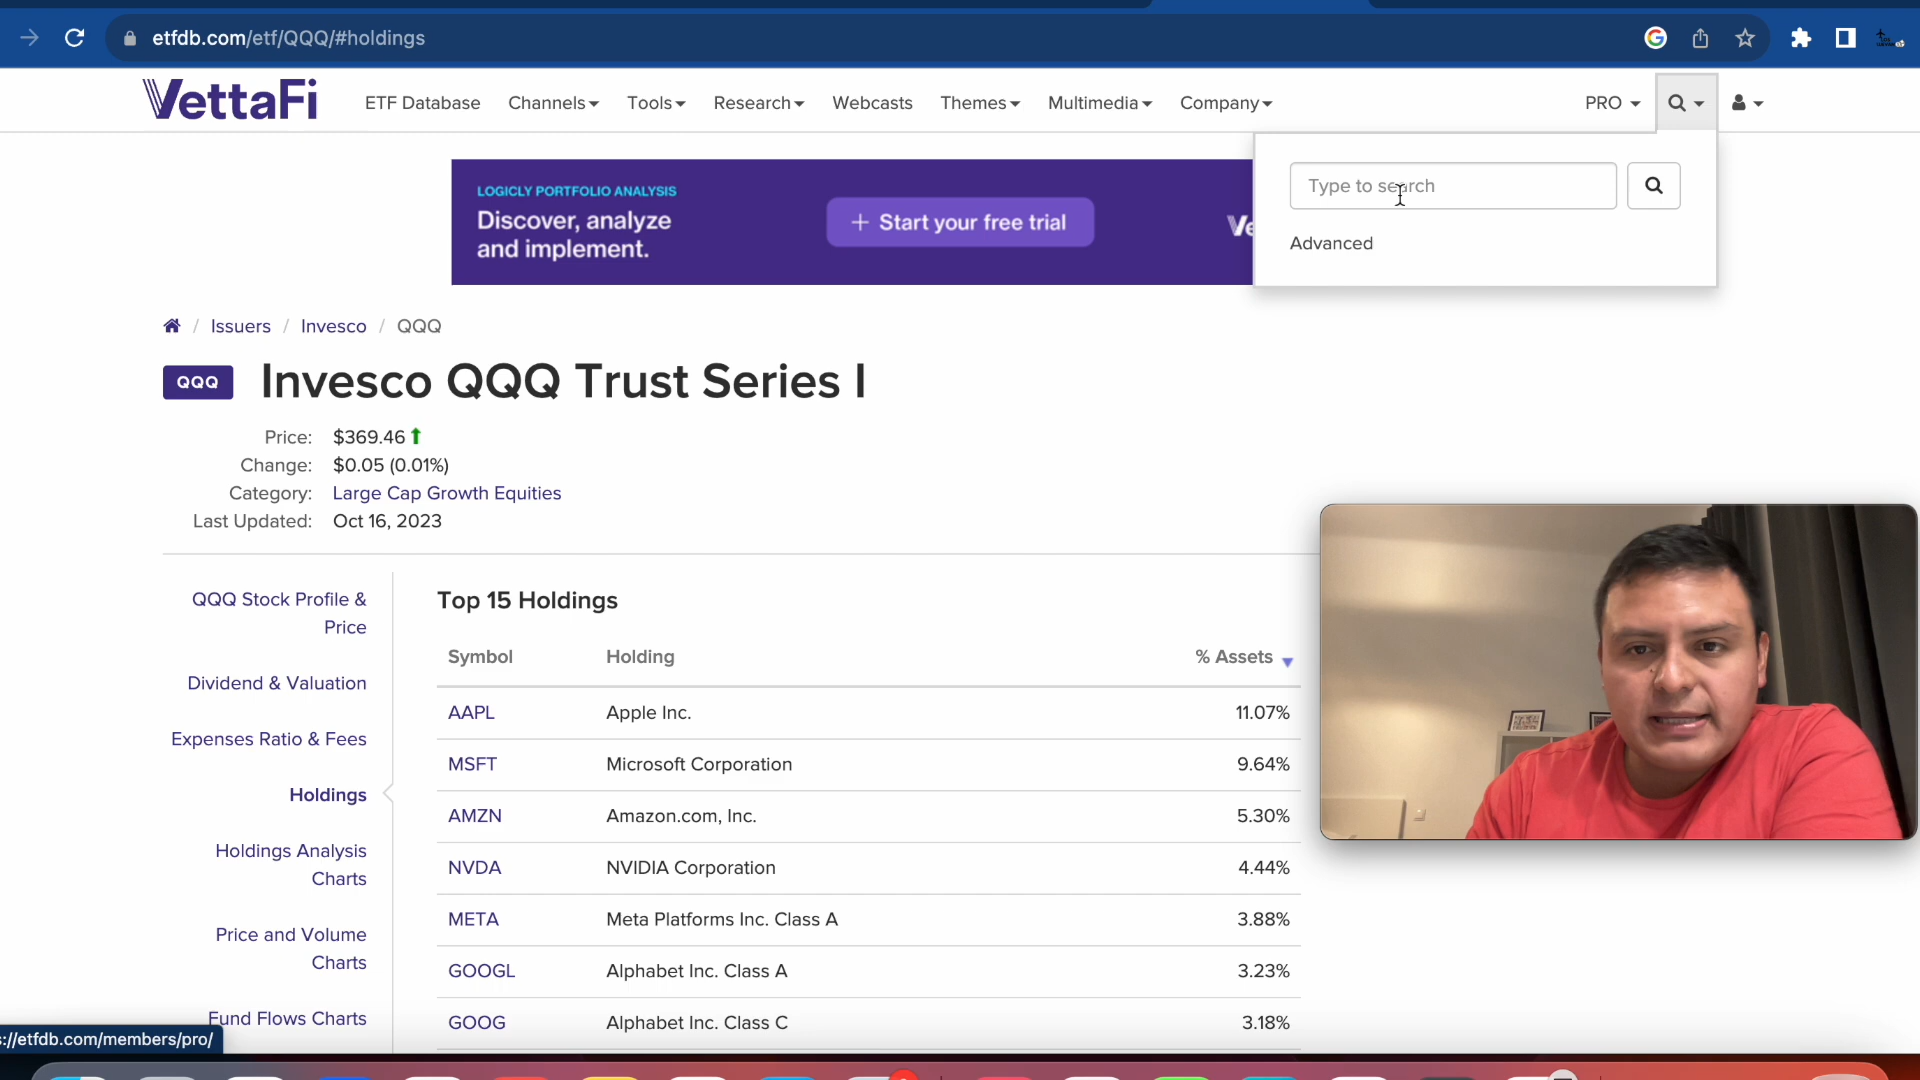 etfdb.com/etf/QQQ/#holdings
VettaFi ETF Database Channels Tools Research Webcasts Themes Multimedia Company PRO
Type to search
Advanced
LOGICLY PORTFOLIO ANALYSIS
Discover, analyze
and implement.
+ Start your free trial
Ve
/ Issuers / Invesco / QQQ
QQQ Invesco QQQ Trust Series I
Price: $369.46
Change: $0.05 (0.01%)
Category: Large Cap Growth Equities
Last Updated: Oct 16, 2023
QQQ Stock Profile &
Price
Dividend & Valuation
Expenses Ratio & Fees
Holdings
Holdings Analysis
Charts
Price and Volume
Charts
Fund Flows Charts
Top 15 Holdings
Symbol Holding % Assets
AAPL Apple Inc. 11.07%
MSFT Microsoft Corporation 9.64%
AMZN Amazon.com, Inc. 5.30%
NVDA NVIDIA Corporation 4.44%
META Meta Platforms Inc. Class A 3.88%
GOOGL Alphabet Inc. Class A 3.23%
GOOG Alphabet Inc. Class C 3.18%
://etfdb.com/members/pro/